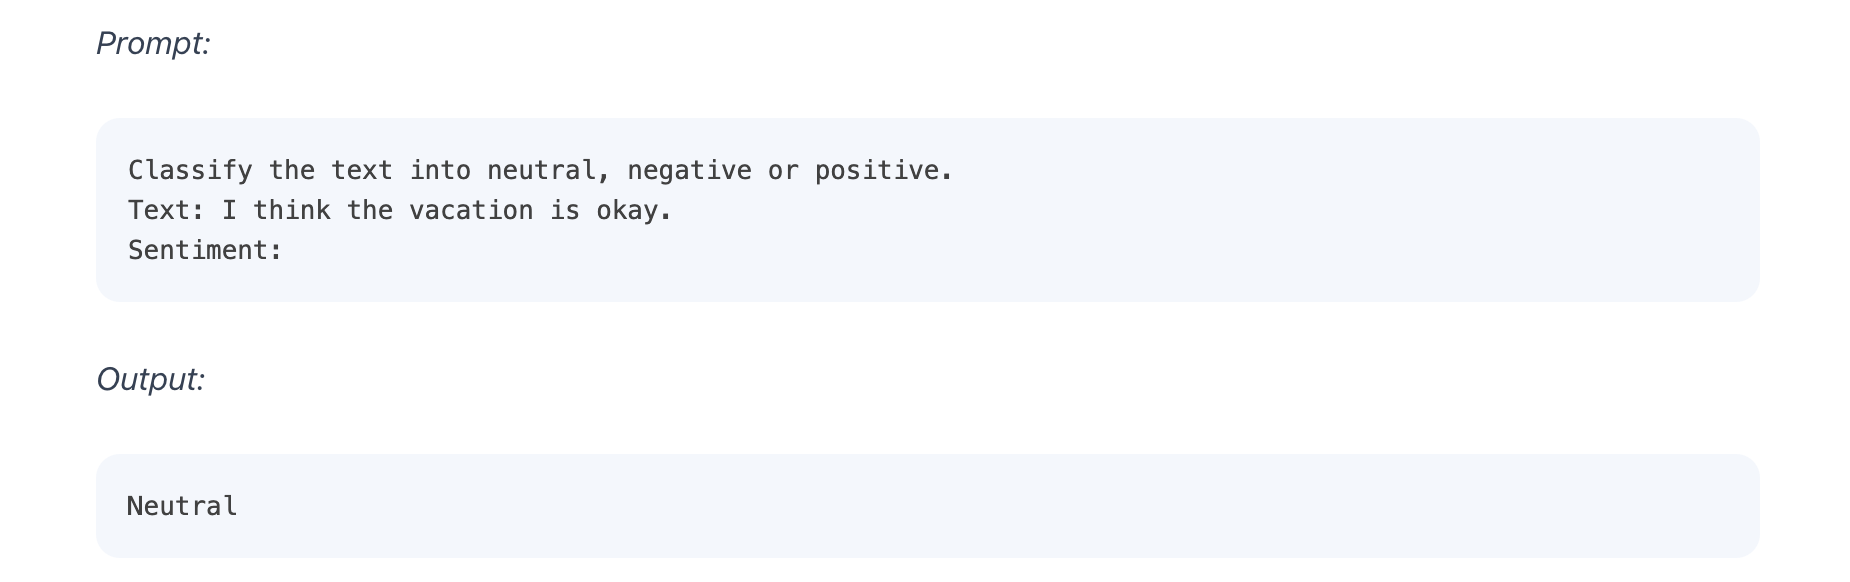 Prompt:
Classify the text into neutral, negative or positive.
Text: I think the vacation is okay.
Sentiment:
Output:
Neutral